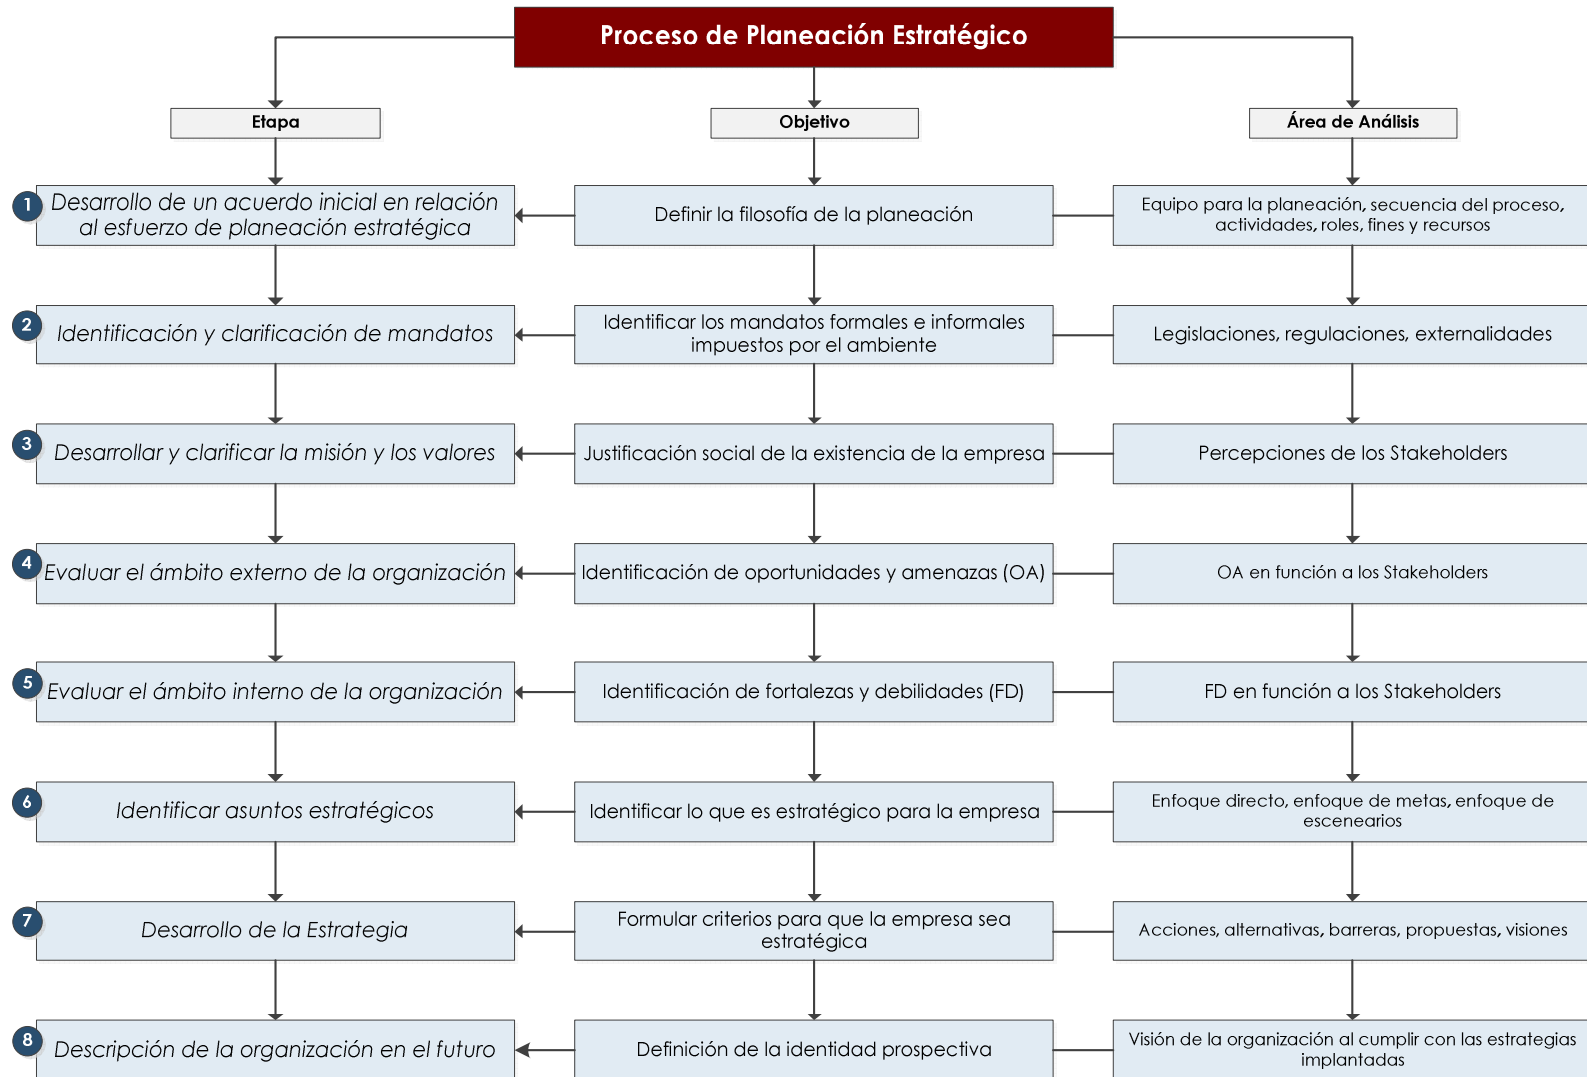 Proceso de Planeación Estratégico
Etapa
Objetivo
Área de Análisis
1
Desarrollo de un acuerdo inicial en relación
al esfuerzo de planeación estratégica
Definir la filosofía de la planeación
Equipo para la planeación, secuencia del proceso,
actividades, roles, fines y recursos
2
Identificación y clarificación de mandatos
Identificar los mandatos formales e informales
impuestos por el ambiente
Legislaciones, regulaciones, externalidades
3
Desarrollar y clarificar la misión y los valores
Justificación social de la existencia de la empresa
Percepciones de los Stakeholders
4
Evaluar el ámbito externo de la organización
Identificación de oportunidades y amenazas (OA)
OA en función a los Stakeholders
5
Evaluar el ámbito interno de la organización
Identificación de fortalezas y debilidades (FD)
FD en función a los Stakeholders
6
Identificar asuntos estratégicos
Identificar lo que es estratégico para la empresa
Enfoque directo, enfoque de metas, enfoque de
escenearios
7
Desarrollo de la Estrategia
Formular criterios para que la empresa sea
estratégica
Acciones, alternativas, barreras, propuestas, visiones
8
Descripción de la organización en el futuro
Definición de la identidad prospectiva
Visión de la organización al cumplir con las estrategias
implantadas